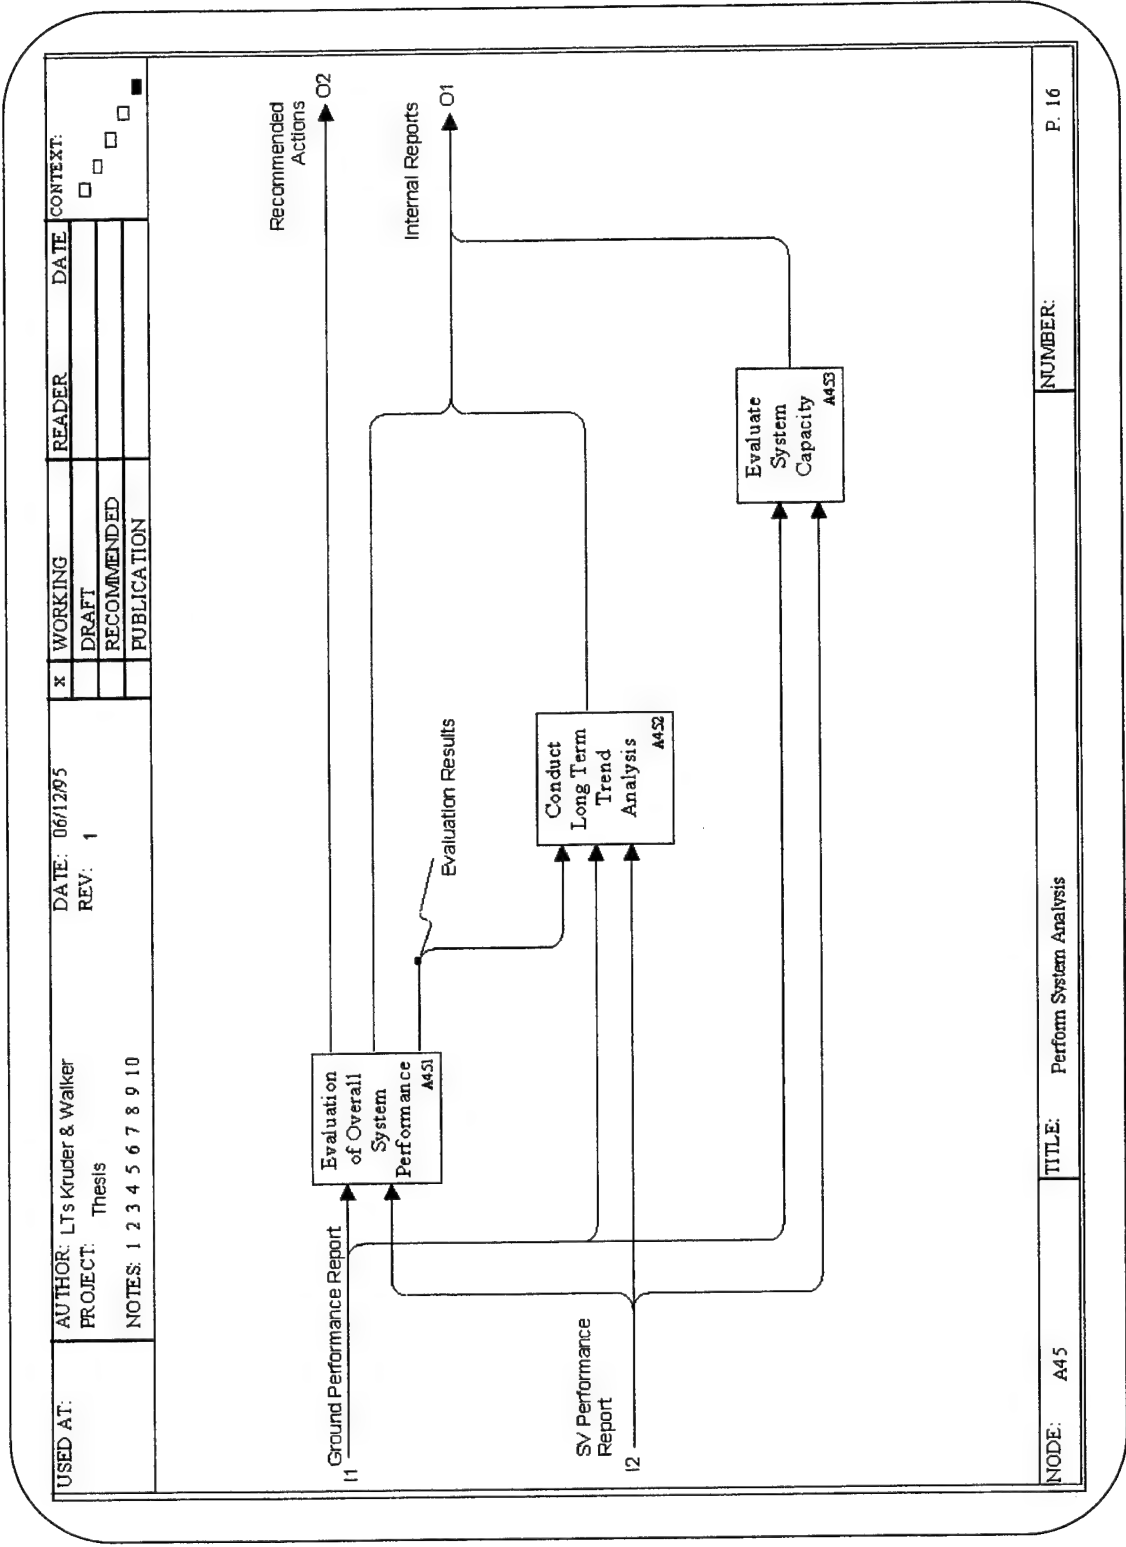 USED AT:
AUTHOR: LTs Kruder & Walker
PROJECT: Thesis
NOTES: 1 2 3 4 5 6 7 8 9 10
DATE: 06/12/95
REV: 1
x WORKING
DRAFT
RECOMMENDED
PUBLICATION
READER DATE
CONTEXT:
Recommended
Actions
O2
Internal Reports
O1
I1
Ground Performance Report
Evaluation
of Overall
System
Performance
A451
Evaluation Results
SV Performance
Report
I2
Conduct
Long Term
Trend
Analysis
A452
Evaluate
System
Capacity
A453
NODE: A45
TITLE: Perform System Analysis
NUMBER: P. 16